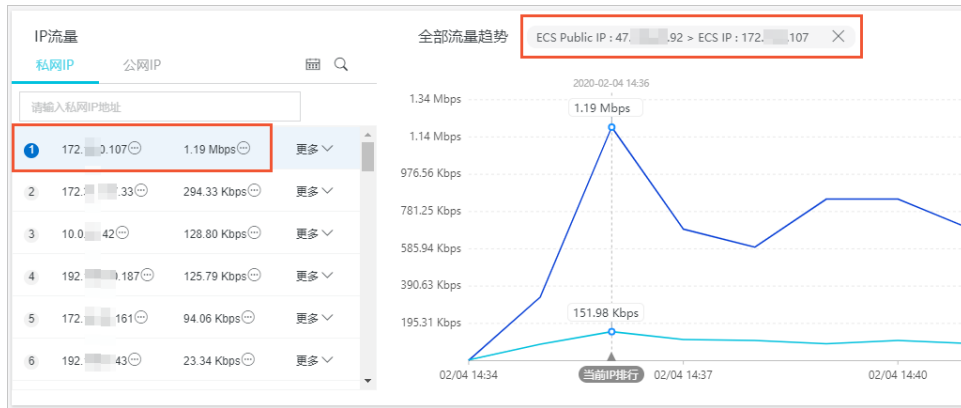 IP流量
私网IP 公网IP
请输入私网IP地址
1 172. 0.107 1.19 Mbps 更多
2 172. .33 294.33 Kbps 更多
3 10.0 42 128.80 Kbps 更多
4 192. .187 125.79 Kbps 更多
5 172. 161 94.06 Kbps 更多
6 192. 43 23.34 Kbps 更多
全部流量趋势 ECS Public IP : 47. .92 > ECS IP : 172. .107
2020-02-04 14:36
1.34 Mbps
1.19 Mbps
1.14 Mbps
976.56 Kbps
781.25 Kbps
585.94 Kbps
390.63 Kbps
151.98 Kbps
195.31 Kbps
02/04 14:34 当前IP排行 02/04 14:37 02/04 14:40